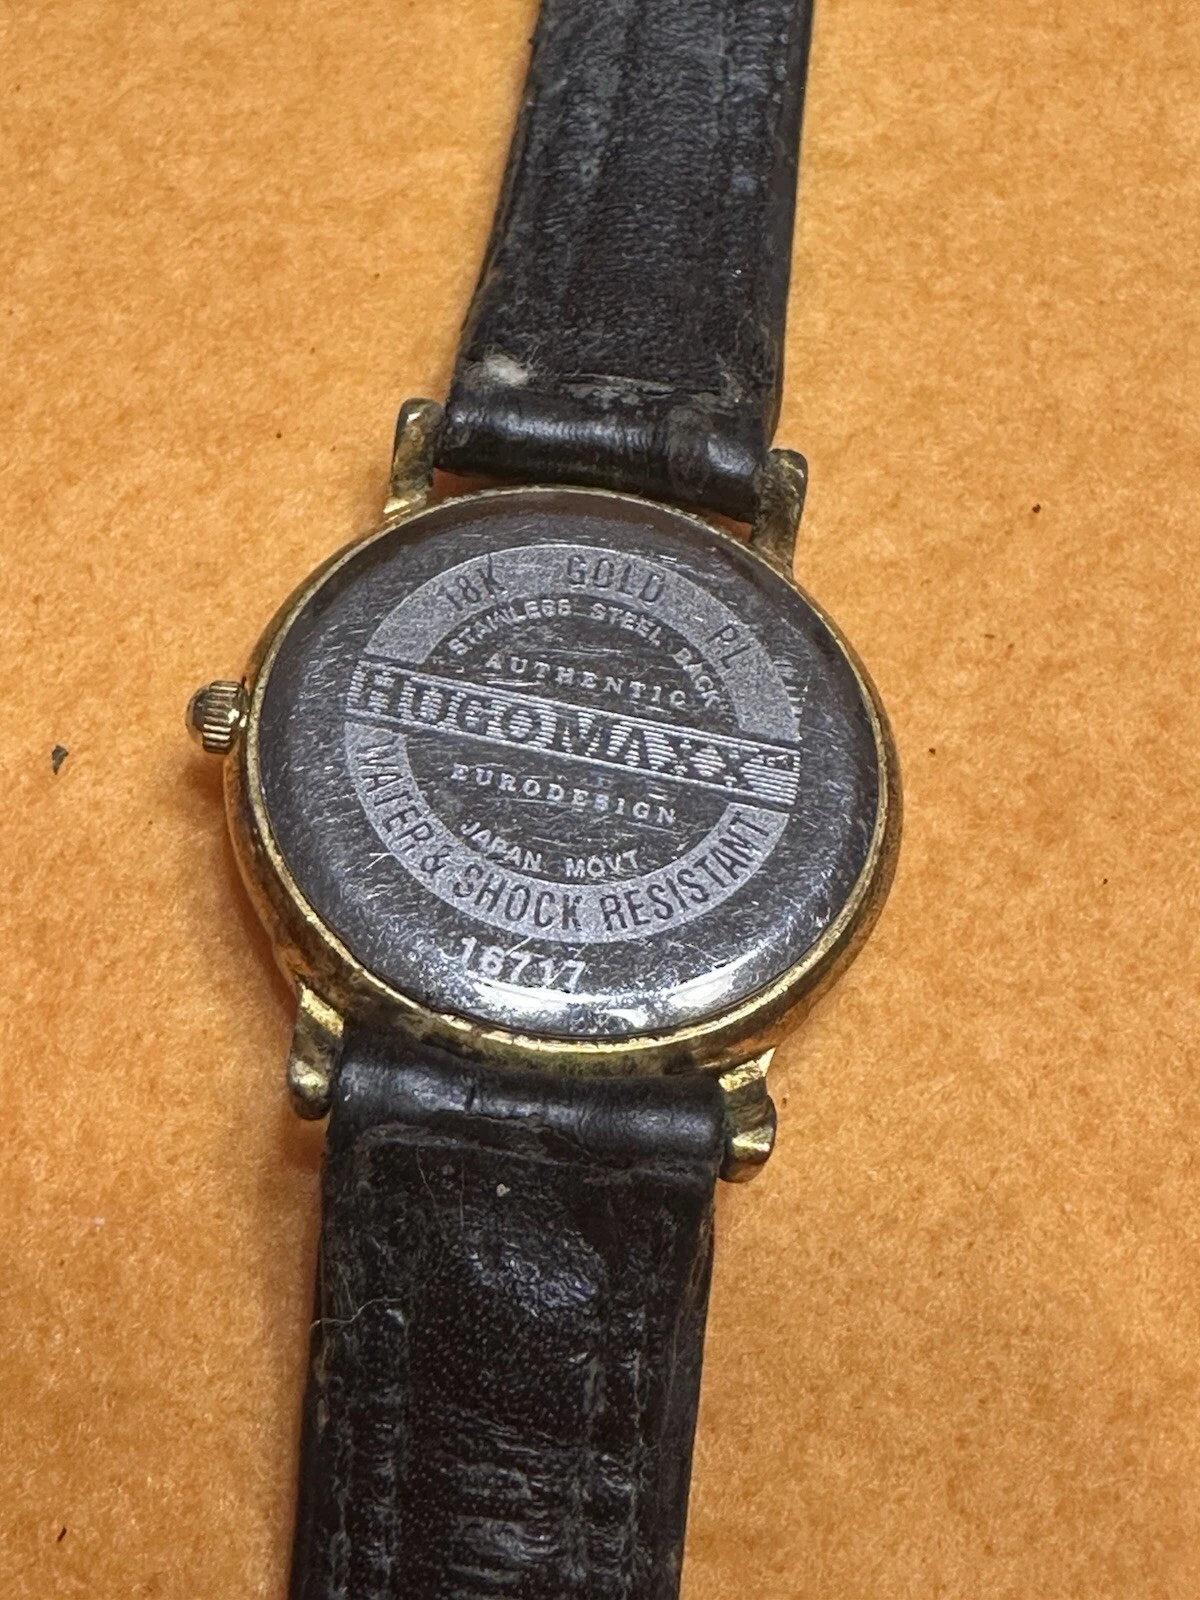 18K GOLD PL
STAINLESS STEEL BACK
AUTHENTIC
HUGO MAXX
EURODESIGN
JAPAN MOVT
WATER & SHOCK RESISTANT
16717